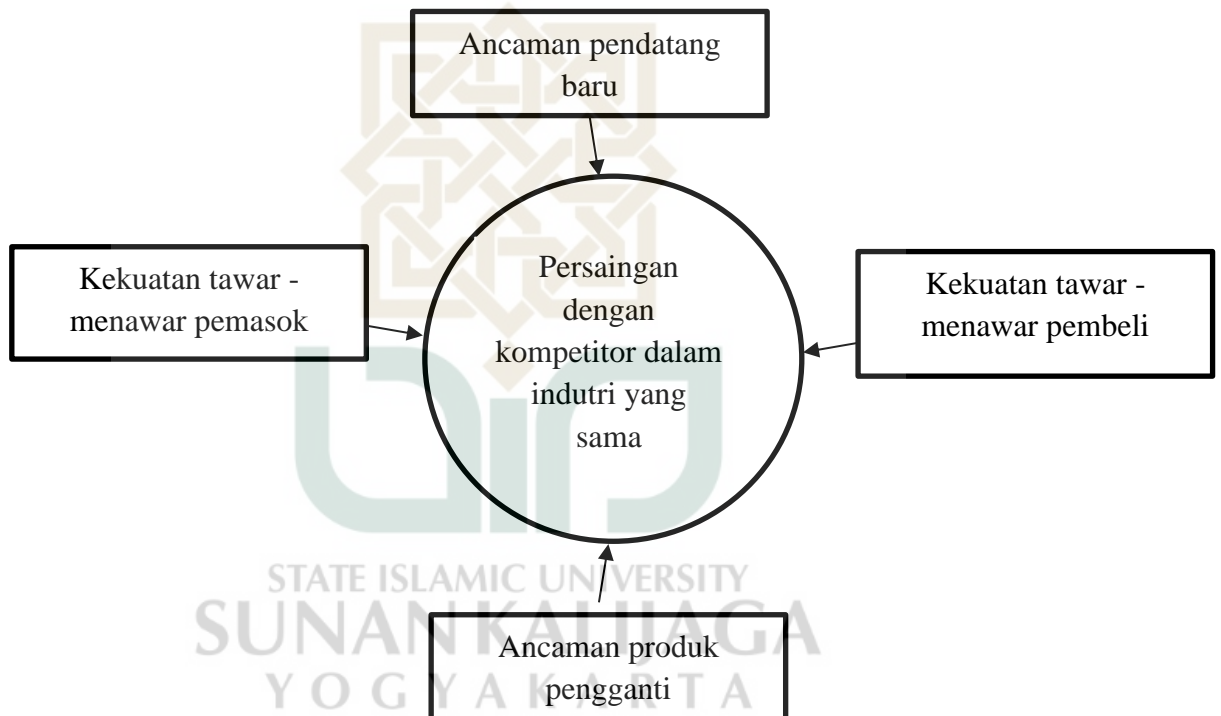 Ancaman pendatang
baru
Kekuatan tawar -
menawar pemasok
Persaingan
dengan
kompetitor dalam
indutri yang
sama
Kekuatan tawar -
menawar pembeli
STATE ISLAMIC UNIVERSITY
SUNAN KALIJAGA
YOGYAKARTA
Ancaman produk
pengganti